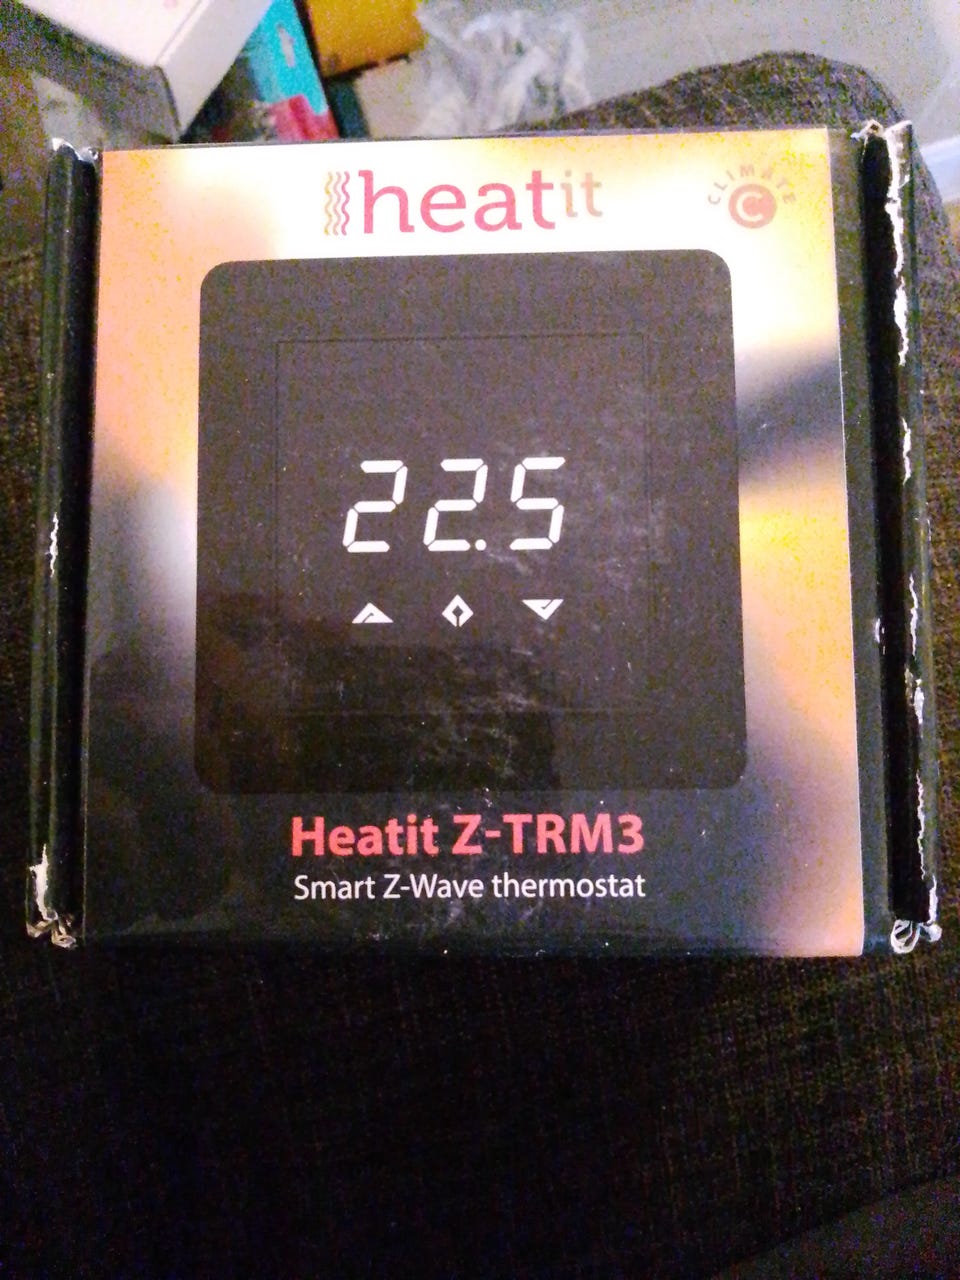 heatit
CLIMATE
C
22.5
Heatit Z-TRM3
Smart Z-Wave thermostat